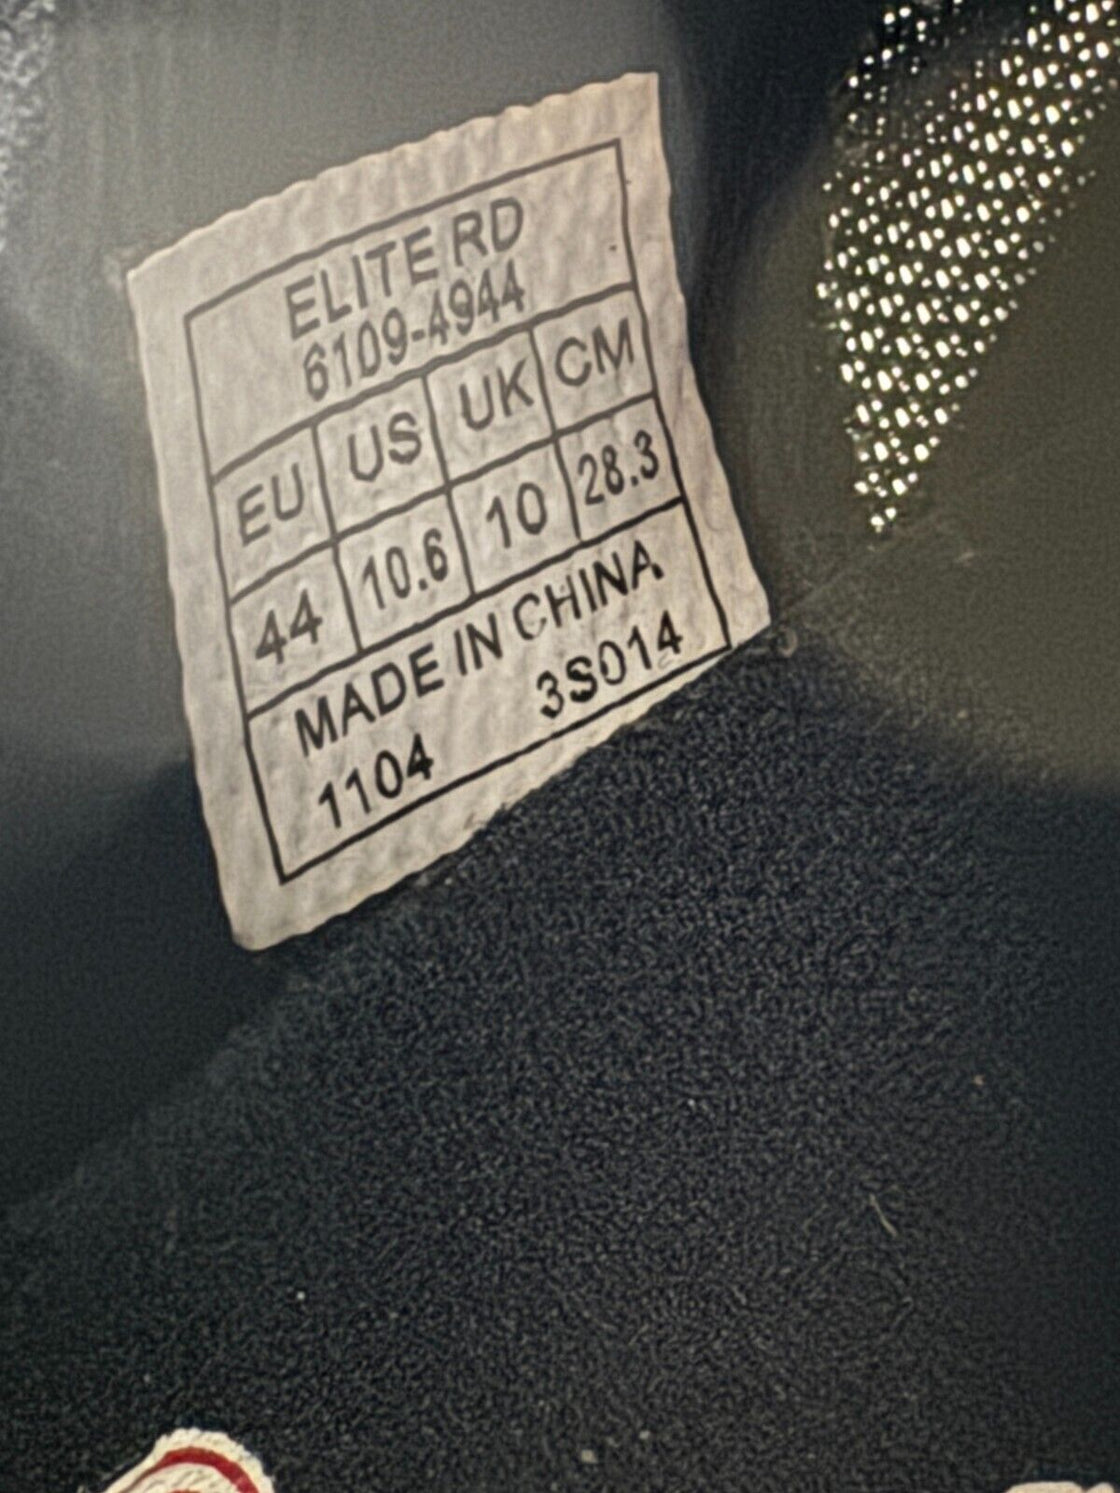 ELITE RD
6109-4944
EU US UK CM
44 10.6 10 28.3
MADE IN CHINA
1104 3S014